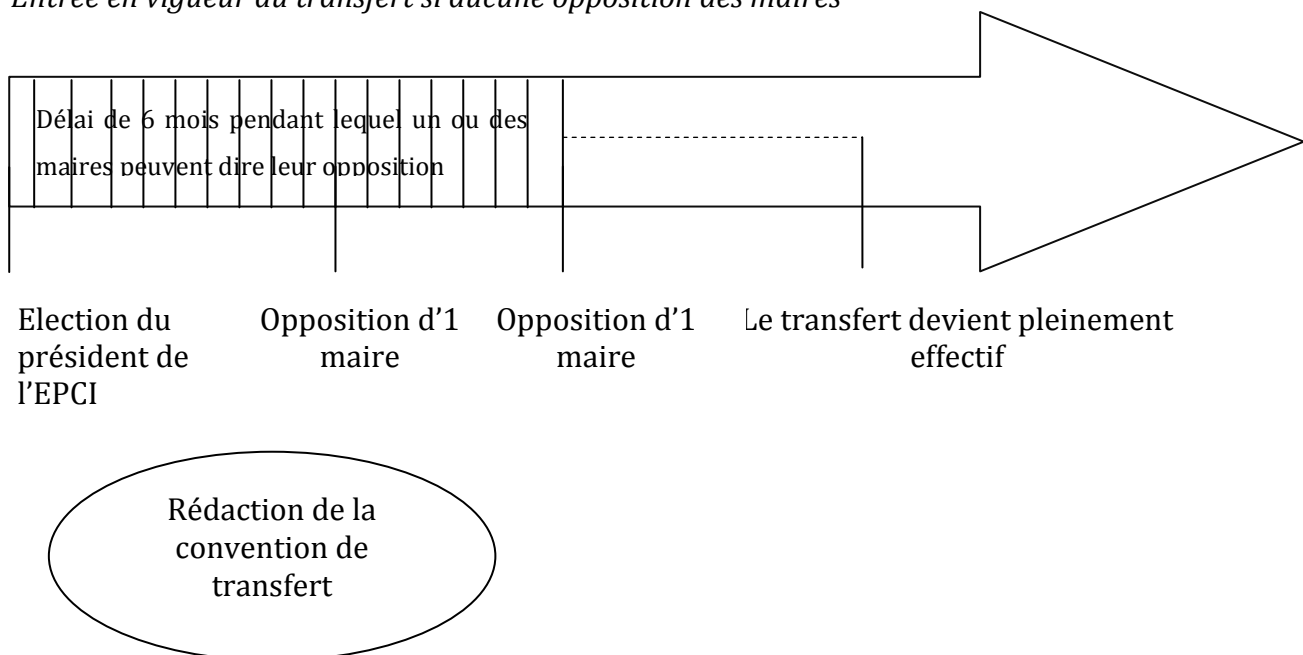 Entrée en vigueur du transfert si aucune opposition des maires
Délai de 6 mois pendant lequel un ou des
maires peuvent dire leur opposition
Election du
président de
l'EPCI
Opposition d'1
maire
Opposition d'1
maire
Le transfert devient pleinement
effectif
Rédaction de la
convention de
transfert